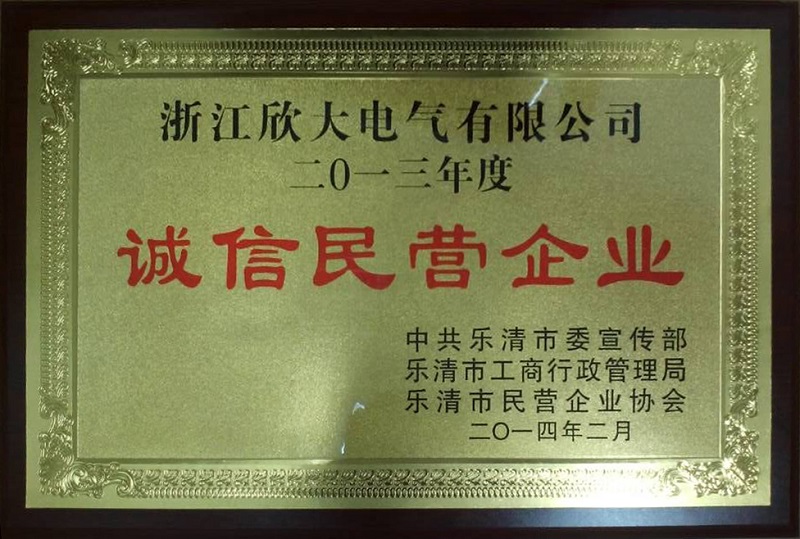 浙江欣大电气有限公司
二〇一三年度
诚信民营企业
中共乐清市委宣传部
乐清市工商行政管理局
乐清市民营企业协会
二〇一四年二月